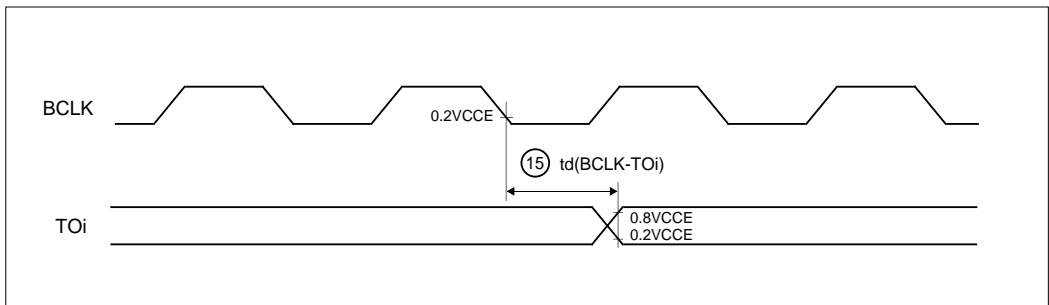 BCLK
0.2VCCE
15 td(BCLK-TOi)
TOi
0.8VCCE
0.2VCCE